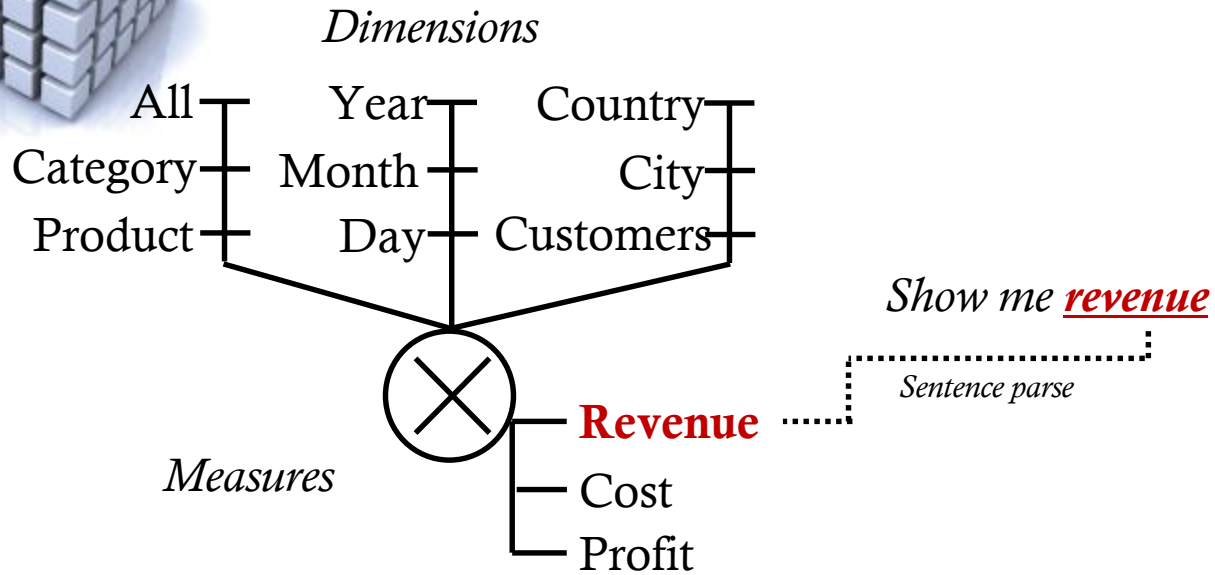 Dimensions
All
Year
Country
Category
Month
City
Product
Day
Customers
Show me revenue
Sentence parse
Revenue
Measures
Cost
Profit